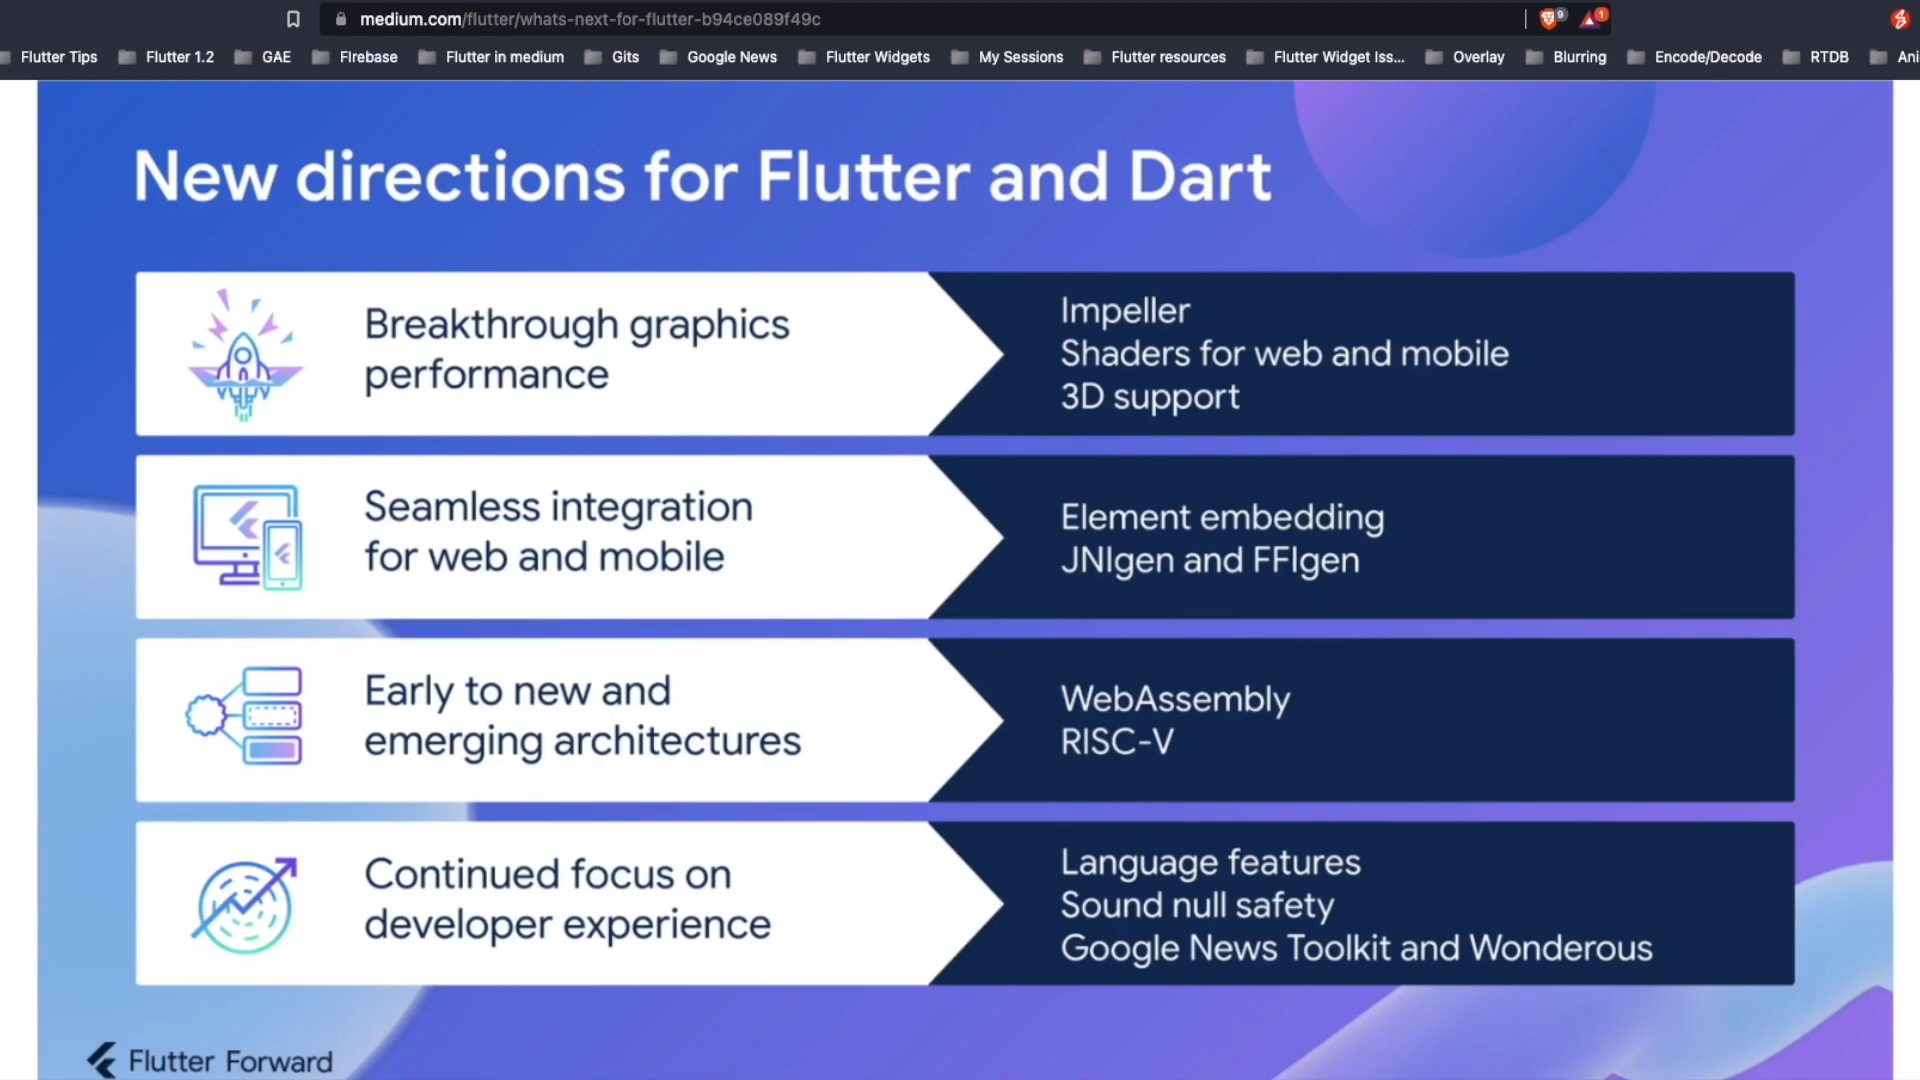 medium.com/flutter/whats-next-for-flutter-b94ce089f49c
9
1
Flutter Tips
Flutter 1.2
GAE
FIrebase
Flutter in medium
Gits
Google News
Flutter Widgets
My Sessions
Flutter resources
Flutter Widget Iss...
Overlay
Blurring
Encode/Decode
RTDB
New directions for Flutter and Dart
Breakthrough graphics
performance
Impeller
Shaders for web and mobile
3D support
Seamless integration
for web and mobile
Element embedding
JNIgen and FFIgen
Early to new and
emerging architectures
WebAssembly
RISC-V
Continued focus on
developer experience
Language features
Sound null safety
Google News Toolkit and Wonderous
Flutter Forward